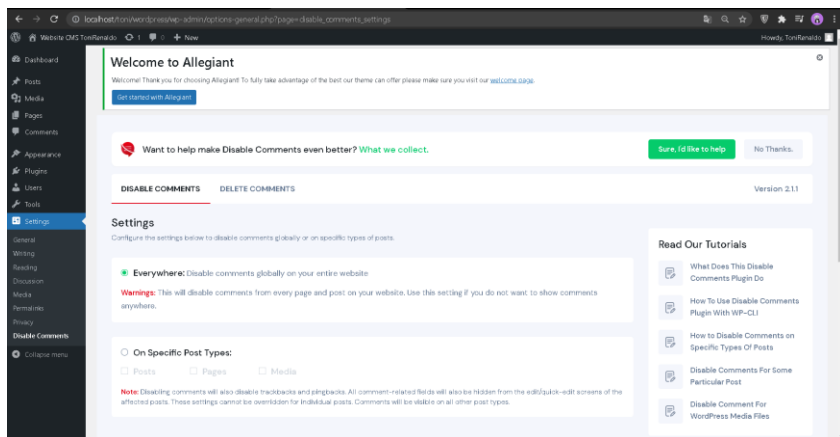 localhost/toni/wordpress/wp-admin/options-general.php?page=disable_comments_settings
Website CMS ToniRenaldo 1 0 + New
Howdy, ToniRenaldo
Dashboard
Posts
Media
Pages
Comments
Appearance
Plugins
Users
Tools
Settings
General
Writing
Reading
Discussion
Media
Permalinks
Privacy
Disable Comments
Collapse menu
Welcome to Allegiant
Welcome! Thank you for choosing Allegiant! To fully take advantage of the best our theme can offer please make sure you visit our welcome page.
Get started with Allegiant
Want to help make Disable Comments even better? What we collect.
Sure, I'd like to help
No Thanks.
DISABLE COMMENTS
DELETE COMMENTS
Version 2.1.1
Settings
Configure the settings below to disable comments globally or on specific types of posts.
Everywhere: Disable comments globally on your entire website
Warnings: This will disable comments from every page and post on your website. Use this setting if you do not want to show comments
anywhere.
On Specific Post Types:
Posts
Pages
Media
Note: Disabling comments will also disable trackbacks and pingbacks. All comment-related fields will also be hidden from the edit/quick-edit screens of the
affected posts. These settings cannot be overridden for individual posts. Comments will be visible on all other post types.
Read Our Tutorials
What Does This Disable
Comments Plugin Do
How To Use Disable Comments
Plugin With WP-CLI
How to Disable Comments on
Specific Types Of Posts
Disable Comments For Some
Particular Post
Disable Comment For
WordPress Media Files